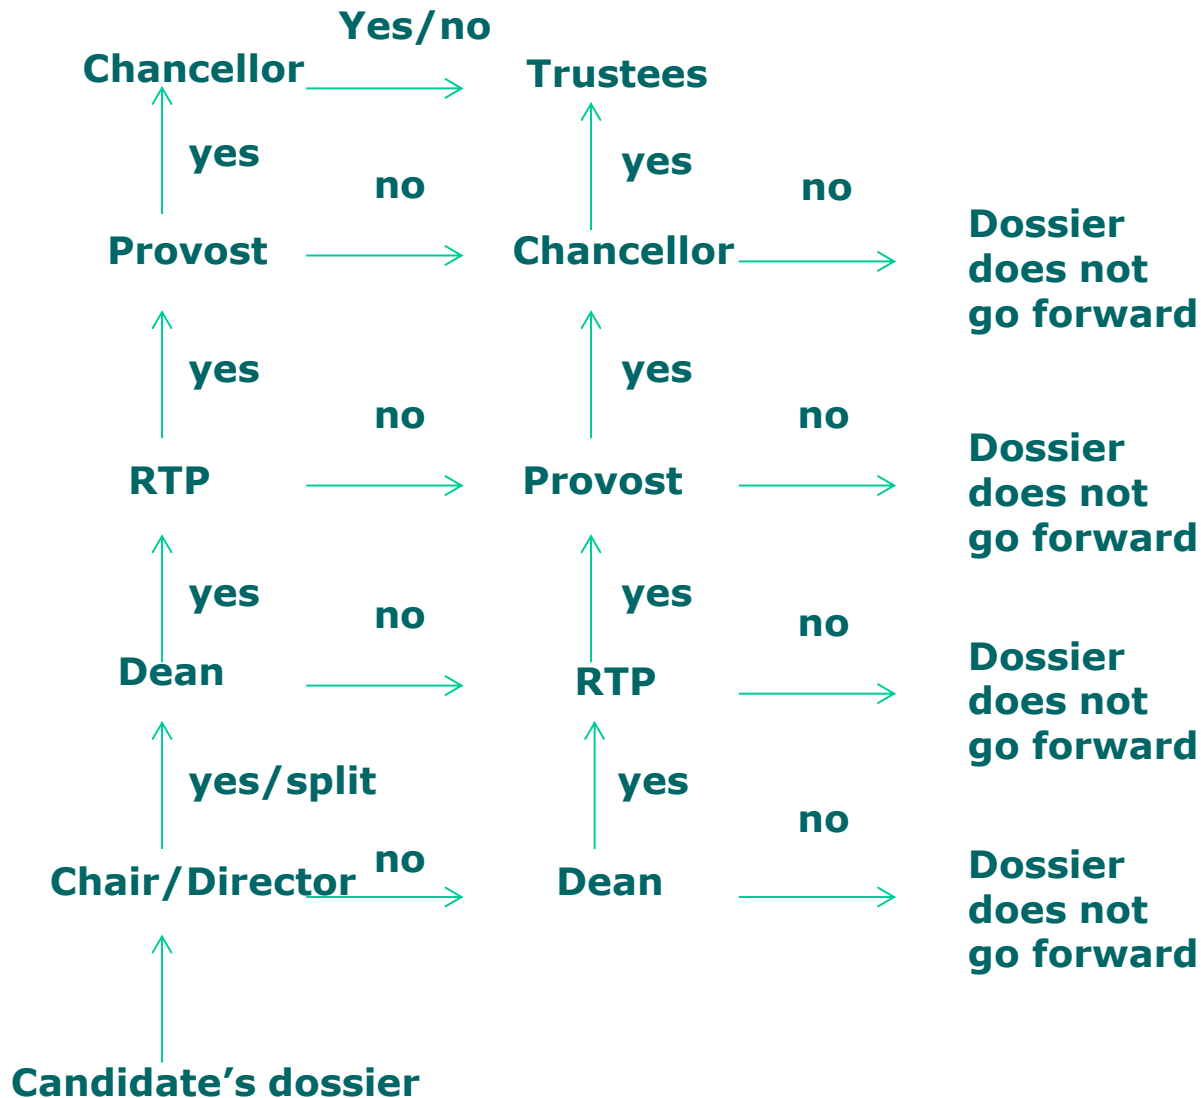 Yes/no
Chancellor
Trustees
yes
no
yes
no
Provost
Chancellor
Dossier
does not
go forward
yes
no
yes
no
RTP
Provost
Dossier
does not
go forward
yes
no
yes
no
Dean
RTP
Dossier
does not
go forward
yes/split
yes
no
Chair/Director
no
Dean
Dossier
does not
go forward
Candidate’s dossier